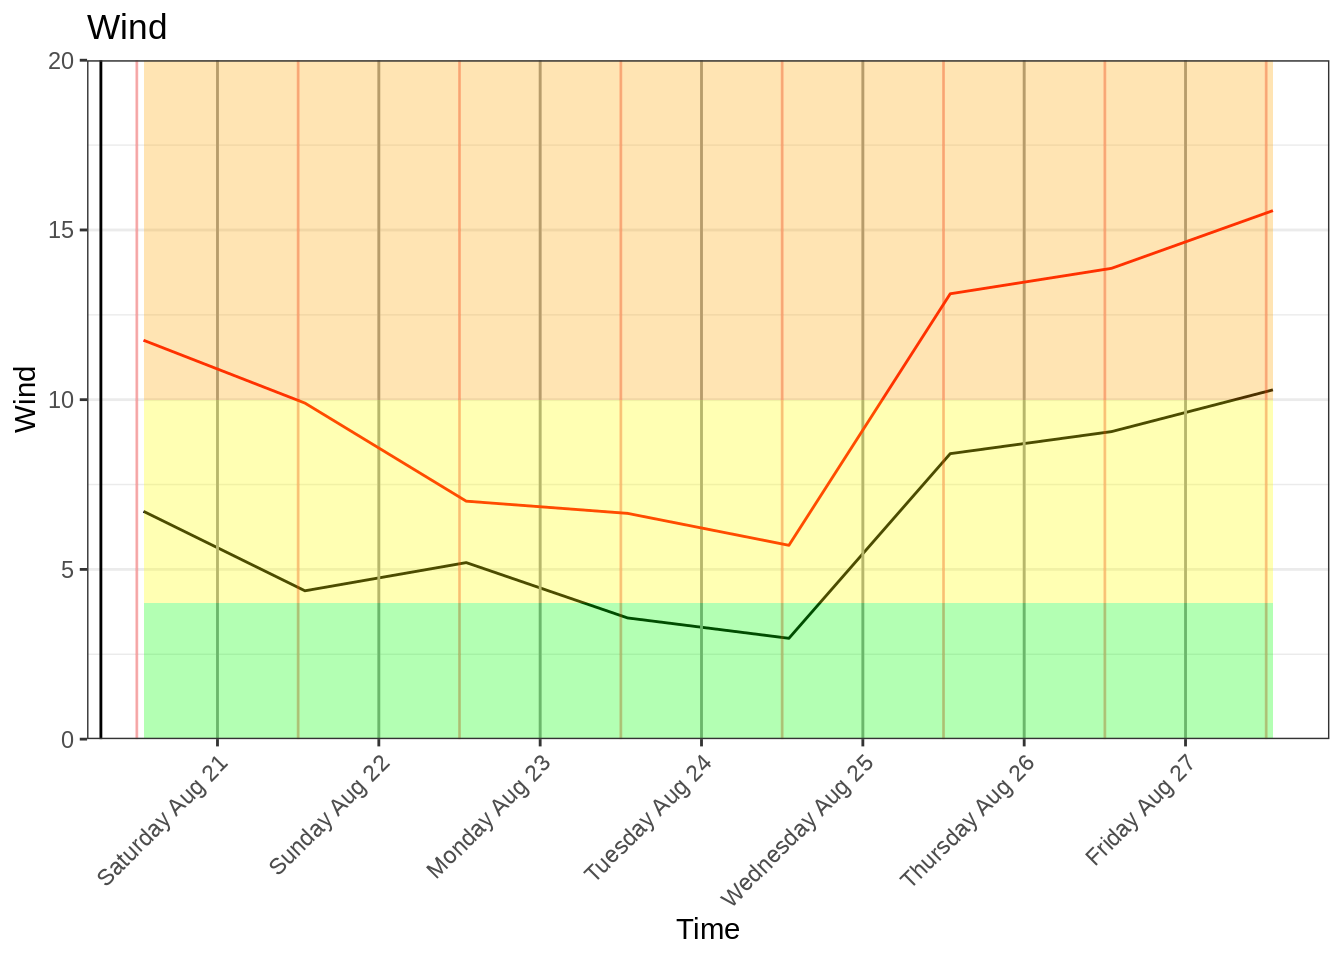 Wind
Wind
20
15
10
5
0
Saturday Aug 21
Sunday Aug 22
Monday Aug 23
Tuesday Aug 24
Wednesday Aug 25
Thursday Aug 26
Friday Aug 27
Time